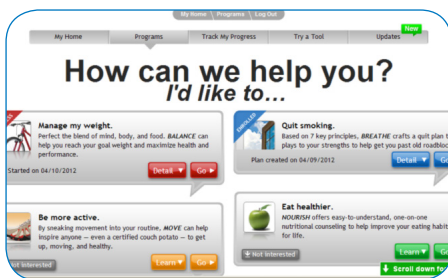 My Home Programs Log Out
My Home Programs Track My Progress Try a Tool Updates New
How can we help you?
I'd like to...
Manage my weight.
Perfect the blend of mind, body, and food. BALANCE can
help you reach your goal weight and maximize health and
performance.
Started on 04/10/2012
Detail Go
ENROLLED
Quit smoking.
Based on 7 key principles, BREATHE crafts a quit plan t
plays to your strengths to help you get past old roadbloc
Plan created on 04/09/2012
Detail Go
Be more active.
By sneaking movement into your routine, MOVE can help
inspire anyone — even a certified couch potato — to get
up, moving, and healthy.
Not Interested
Learn Go
Eat healthier.
NOURISH offers easy-to-understand, one-on-one
nutritional counseling to help improve your eating habit
for life.
Not Interested
Learn Go
Scroll down for